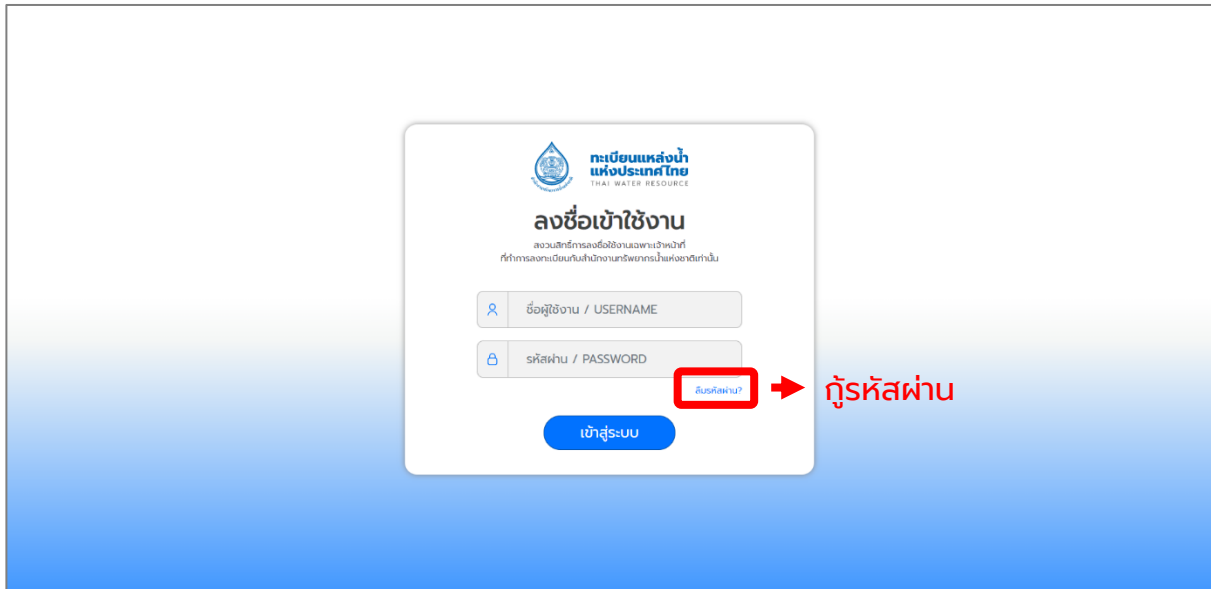 ทะเบียนแหล่งน้ำ
แห่งประเทศไทย
THAI WATER RESOURCE
ลงชื่อเข้าใช้งาน
สงวนสิทธิ์การลงชื่อใช้งานเฉพาะเจ้าหน้าที่
ที่ทำการลงทะเบียนกับสำนักงานทรัพยากรน้ำแห่งชาติเท่านั้น
ชื่อผู้ใช้งาน / USERNAME
รหัสผ่าน / PASSWORD
ลืมรหัสผ่าน?
กู้รหัสผ่าน
เข้าสู่ระบบ